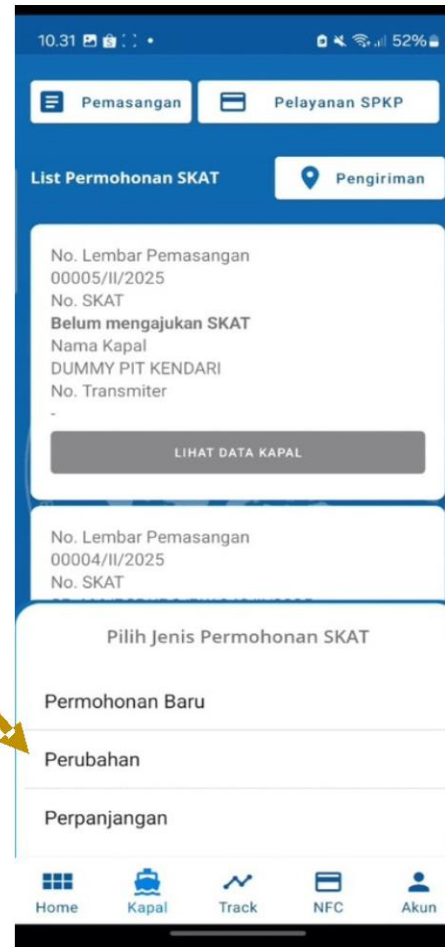 10.31 52%
Pemasangan Pelayanan SPKP
List Permohonan SKAT Pengiriman
No. Lembar Pemasangan
00005/II/2025
No. SKAT
Belum mengajukan SKAT
Nama Kapal
DUMMY PIT KENDARI
No. Transmiter
-
LIHAT DATA KAPAL
No. Lembar Pemasangan
00004/II/2025
No. SKAT
Pilih Jenis Permohonan SKAT
Permohonan Baru
Perubahan
Perpanjangan
Home Kapal Track NFC Akun